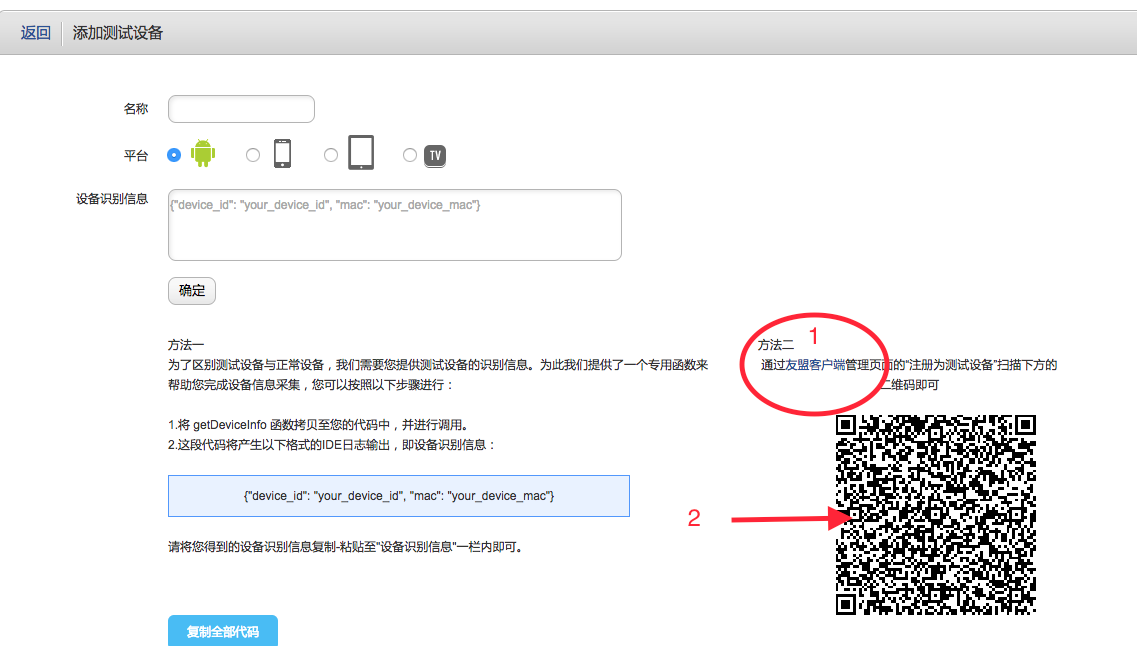 返回 添加测试设备
名称
平台 TV
设备识别信息 {"device_id": "your_device_id", "mac": "your_device_mac"}
确定
方法一
为了区别测试设备与正常设备，我们需要您提供测试设备的识别信息。为此我们提供了一个专用函数来
帮助您完成设备信息采集，您可以按照以下步骤进行：
1.将 getDeviceInfo 函数拷贝至您的代码中，并进行调用。
2.这段代码将产生以下格式的IDE日志输出，即设备识别信息：
{"device_id": "your_device_id", "mac": "your_device_mac"}
请将您得到的设备识别信息复制-粘贴至"设备识别信息"一栏内即可。
复制全部代码
方法二 1
通过友盟客户端管理页面的"注册为测试设备"扫描下方的
二维码即可
2